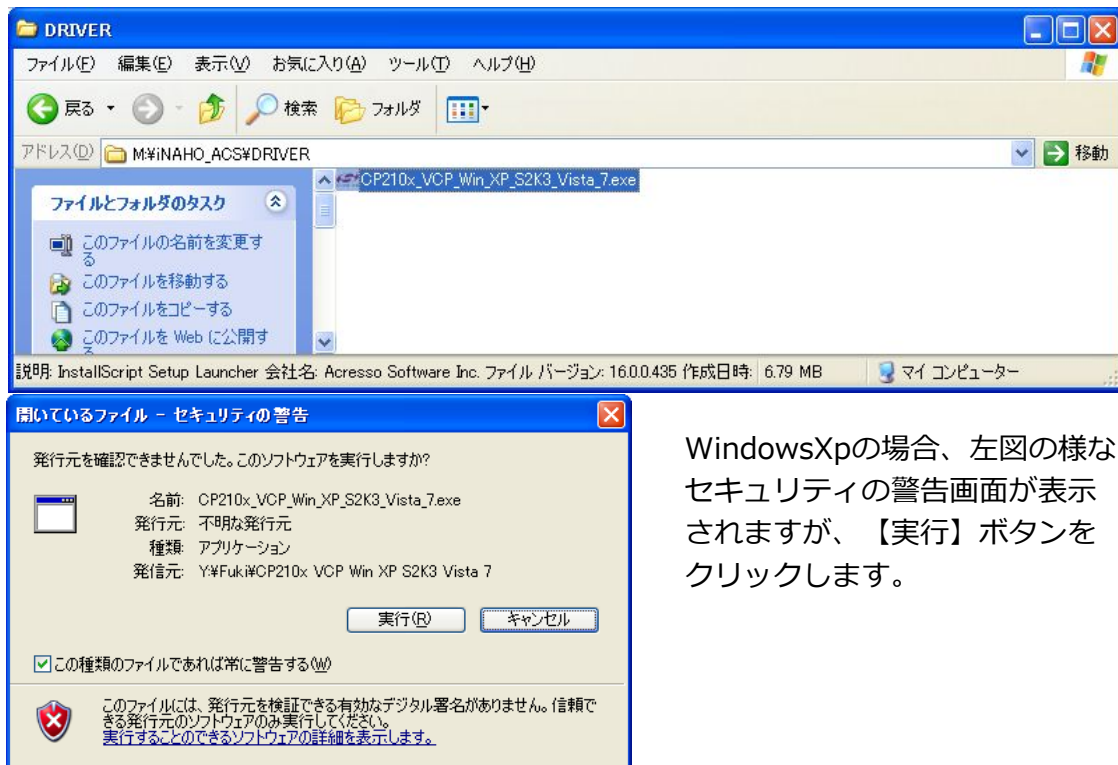 DRIVER
ファイル(F) 編集(E) 表示(V) お気に入り(A) ツール(T) ヘルプ(H)
戻る 検索 フォルダ
アドレス(D) M:¥iNAHO_ACS¥DRIVER 移動
CP210x_VCP_Win_XP_S2K3_Vista_7.exe
ファイルとフォルダのタスク
このファイルの名前を変更す
る
このファイルを移動する
このファイルをコピーする
このファイルを Web に公開す
る
説明: InstallScript Setup Launcher 会社名: Acresso Software Inc. ファイル バージョン: 16.0.0.435 作成日時: 6.79 MB マイ コンピューター
開いているファイル - セキュリティの警告
発行元を確認できませんでした。このソフトウェアを実行しますか?
名前: CP210x_VCP_Win_XP_S2K3_Vista_7.exe
発行元: 不明な発行元
種類: アプリケーション
発信元: Y:¥Fuki¥CP210x VCP Win XP S2K3 Vista 7
実行(R) キャンセル
この種類のファイルであれば常に警告する(W)
このファイルには、発行元を検証できる有効なデジタル署名がありません。信頼で
きる発行元のソフトウェアのみ実行してください。
実行することのできるソフトウェアの詳細を表示します。
WindowsXpの場合、左図の様な
セキュリティの警告画面が表示
されますが、【実行】ボタンを
クリックします。